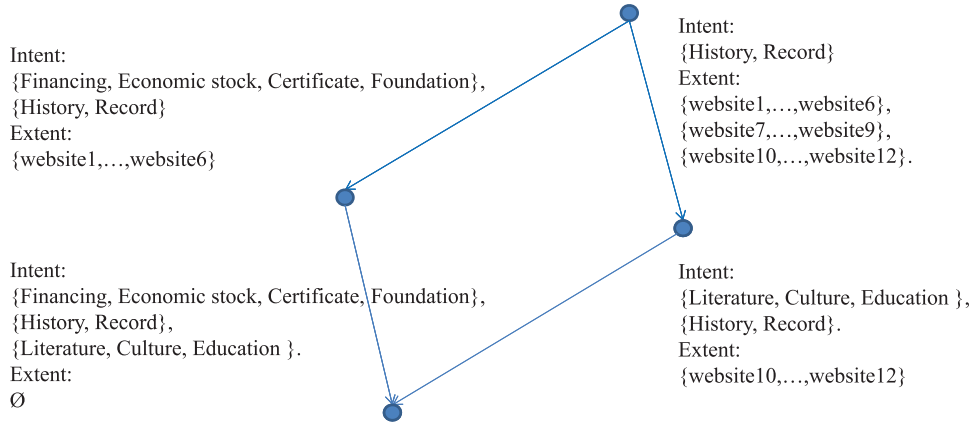 Intent:
{Financing, Economic stock, Certificate, Foundation},
{History, Record}
Extent:
{website1,…,website6}
Intent:
{History, Record}
Extent:
{website1,…,website6},
{website7,…,website9},
{website10,…,website12}.
Intent:
{Financing, Economic stock, Certificate, Foundation},
{History, Record},
{Literature, Culture, Education }.
Extent:
Ø
Intent:
{Literature, Culture, Education },
{History, Record}.
Extent:
{website10,…,website12}